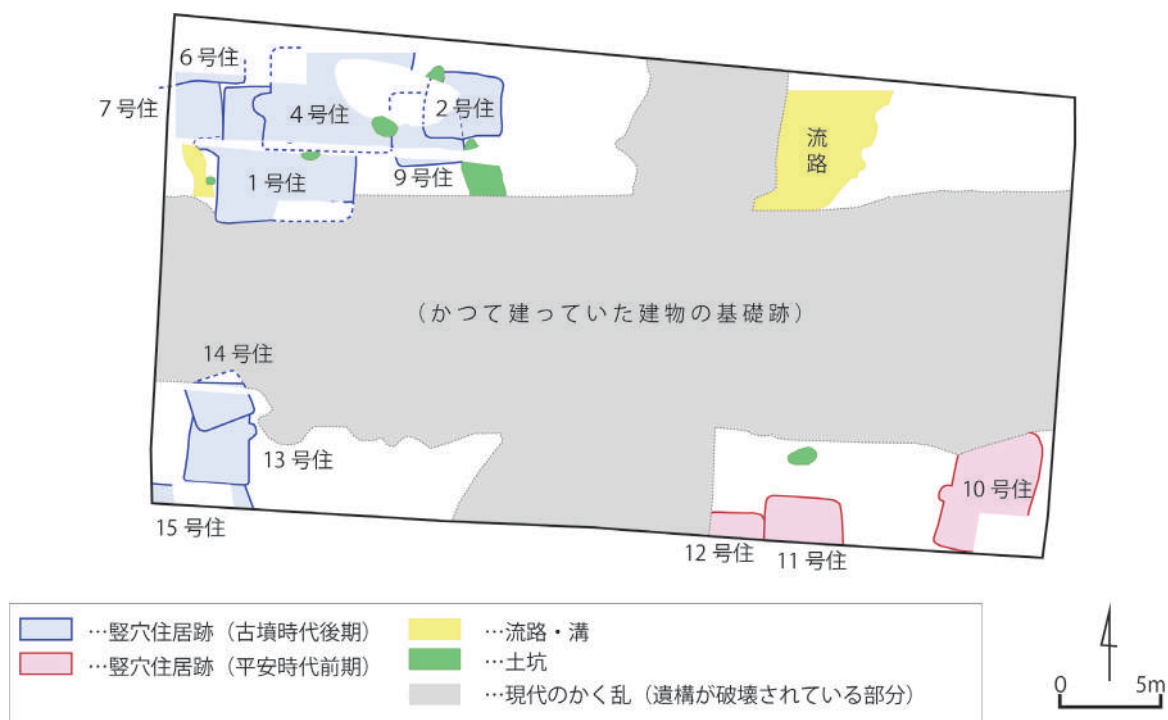 6号住
7号住
4号住
2号住
流路
1号住
9号住
(かつて建っていた建物の基礎跡)
14号住
13号住
10号住
15号住
12号住
11号住
…竪穴住居跡(古墳時代後期)
…竪穴住居跡(平安時代前期)
…流路・溝
…土坑
…現代のかく乱(遺構が破壊されている部分)
0 5m